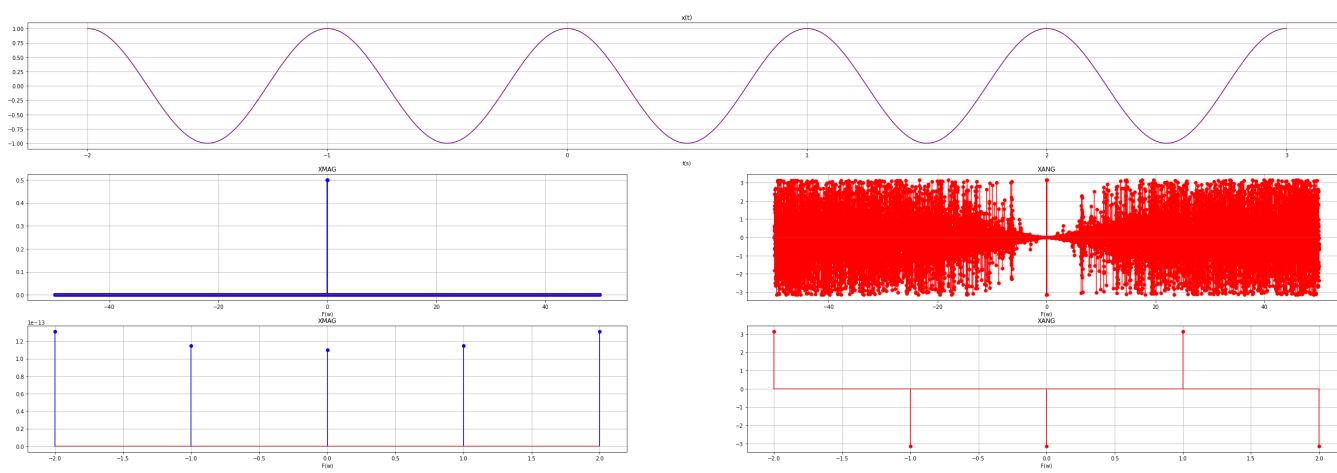 x(t)
1.00
0.75
0.50
0.25
0.00
−0.25
−0.50
−0.75
−1.00
−2 −1 0 1 2 3
t(s)
XMAG
0.5
0.4
0.3
0.2
0.1
0.0
−40 −20 0 20 40
F(w)
XANG
3
2
1
0
−1
−2
−3
−40 −20 0 20 40
F(w)
XMAG
1e−13
1.2
1.0
0.8
0.6
0.4
0.2
0.0
−2.0 −1.5 −1.0 −0.5 0.0 0.5 1.0 1.5 2.0
F(w)
XANG
3
2
1
0
−1
−2
−3
−2.0 −1.5 −1.0 −0.5 0.0 0.5 1.0 1.5 2.0
F(w)